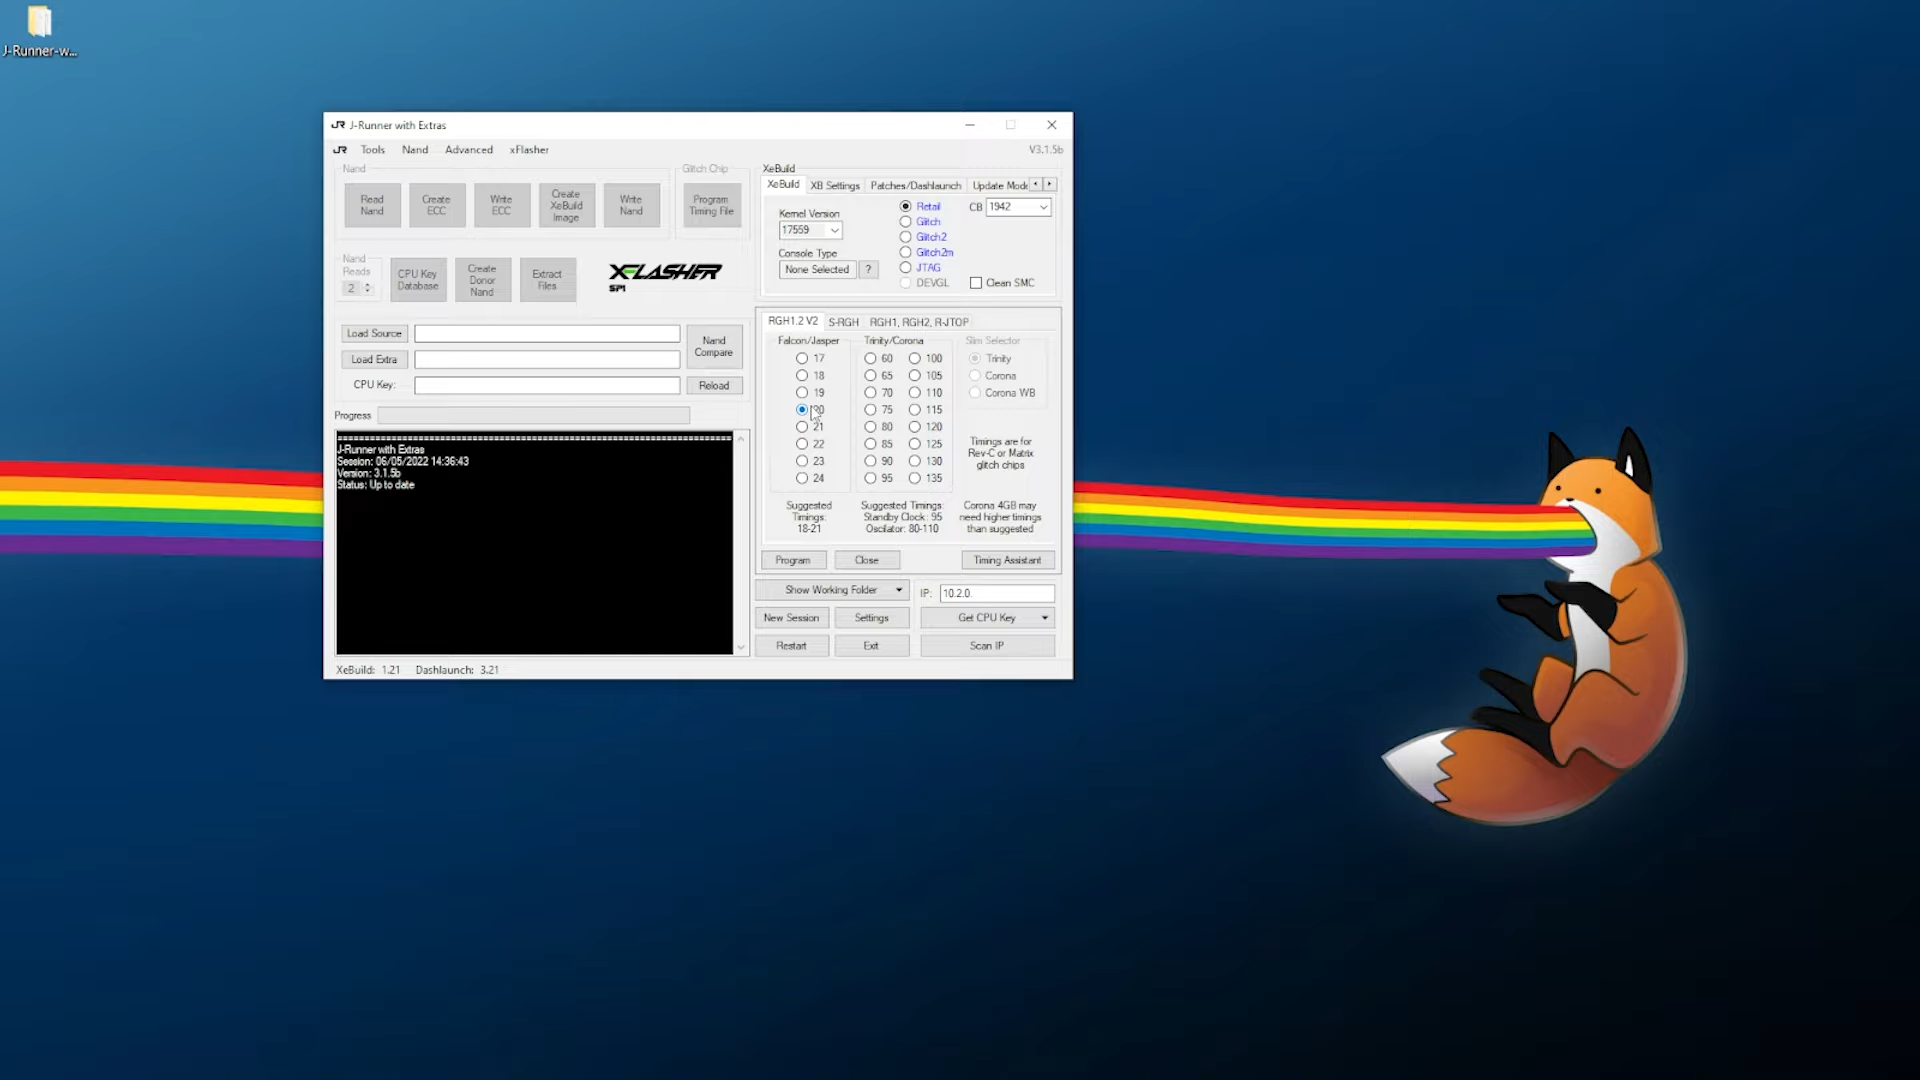 J-Runner-w...
JR J-Runner with Extras
JR Tools Nand Advanced xFlasher V3.1.5b
Nand
Read Nand
Create ECC
Write ECC
Create XeBuild Image
Write Nand
Glitch Chip
Program Timing File
Nand Reads
2
CPU Key Database
Create Donor Nand
Extract Files
X-FLASHER
SPI
Load Source
Load Extra
CPU Key:
Nand Compare
Reload
Progress
J-Runner with Extras
Session: 06/05/2022 14:36:43
Version: 3.1.5b
Status: Up to date
XeBuild: 1.21 Dashlaunch: 3.21
XeBuild
XeBuild XB Settings Patches/Dashlaunch Update Mode
Kernel Version
17559
Console Type
None Selected ?
Retail
Glitch
Glitch2
Glitch2m
JTAG
DEVGL
CB 1942
Clean SMC
RGH1.2 V2 S-RGH RGH1, RGH2, R-JTOP
Falcon/Jasper
17
18
19
20
21
22
23
24
Suggested
Timings:
18-21
Trinity/Corona
60 100
65 105
70 110
75 115
80 120
85 125
90 130
95 135
Suggested Timings:
Standby Clock: 95
Oscilator: 80-110
Slim Selector
Trinity
Corona
Corona WB
Timings are for
Rev-C or Matrix
glitch chips
Corona 4GB may
need higher timings
than suggested
Program Close Timing Assistant
Show Working Folder IP: 10.2.0.
New Session Settings Get CPU Key
Restart Exit Scan IP